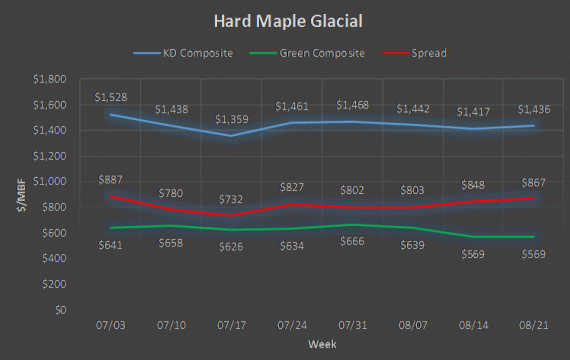 Hard Maple Glacial
KD Composite Green Composite Spread
$1,800
$1,600
$1,400
$1,200
$1,000
$800
$600
$400
$200
$0
$/MBF
$1,528 $1,438 $1,359 $1,461 $1,468 $1,442 $1,417 $1,436
$887 $780 $732 $827 $802 $803 $848 $867
$641 $658 $626 $634 $666 $639 $569 $569
07/03 07/10 07/17 07/24 07/31 08/07 08/14 08/21
Week